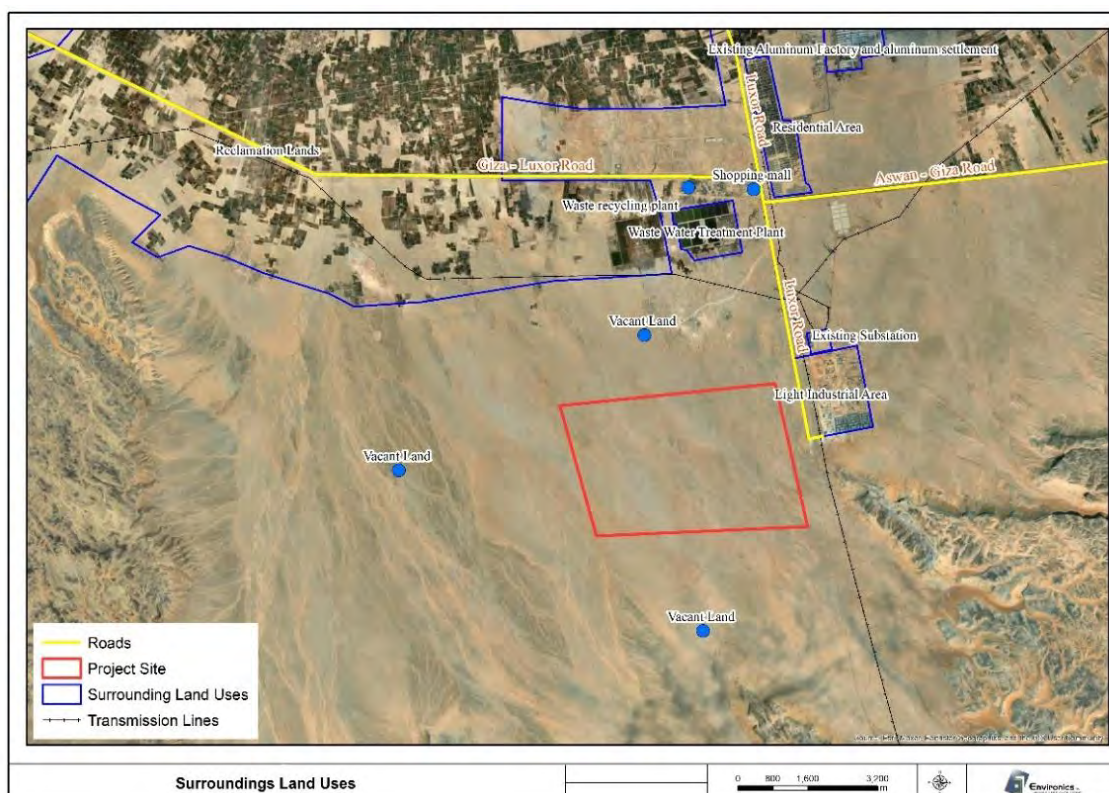 Existing Aluminum Factory and aluminum settlement
Luxor Road
Residential Area
Reclamation Lands
Giza - Luxor Road
Shopping mall
Aswan - Giza Road
Waste recycling plant
Waste Water Treatment Plant
Vacant Land
Luxor Road
Existing Substation
Light Industrial Area
Vacant Land
Vacant Land
Roads
Project Site
Surrounding Land Uses
Transmission Lines
Surroundings Land Uses
0 800 1,600 3,200
m
Environics